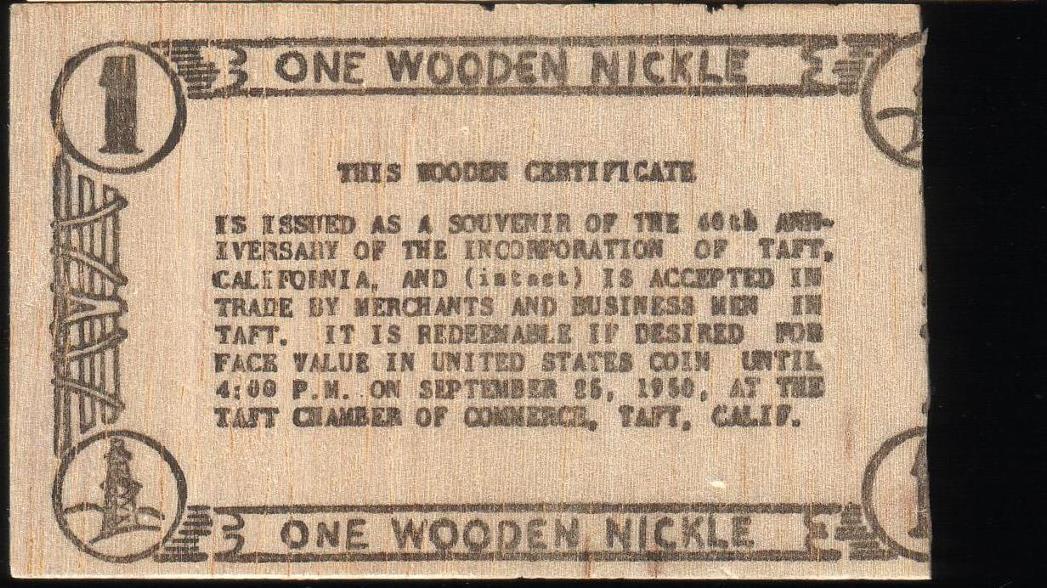 1
ONE WOODEN NICKLE
THIS WOODEN CERTIFICATE
IS ISSUED AS A SOUVENIR OF THE 40th ANN-
IVERSARY OF THE INCORPORATION OF TAFT,
CALIFORNIA, AND (intact) IS ACCEPTED IN
TRADE BY MERCHANTS AND BUSINESS MEN IN
TAFT. IT IS REDEEMABLE IF DESIRED FOR
FACE VALUE IN UNITED STATES COIN UNTIL
4:00 P.M. ON SEPTEMBER 25, 1950, AT THE
TAFT CHAMBER OF COMMERCE, TAFT, CALIF.
ONE WOODEN NICKLE